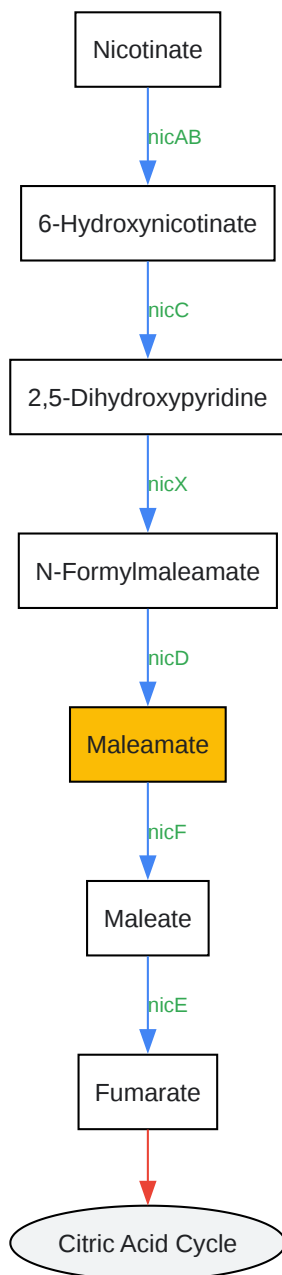 Nicotinate
nicAB
6-Hydroxynicotinate
nicC
2,5-Dihydroxypyridine
nicX
N-Formylmaleamate
nicD
Maleamate
nicF
Maleate
nicE
Fumarate
Citric Acid Cycle